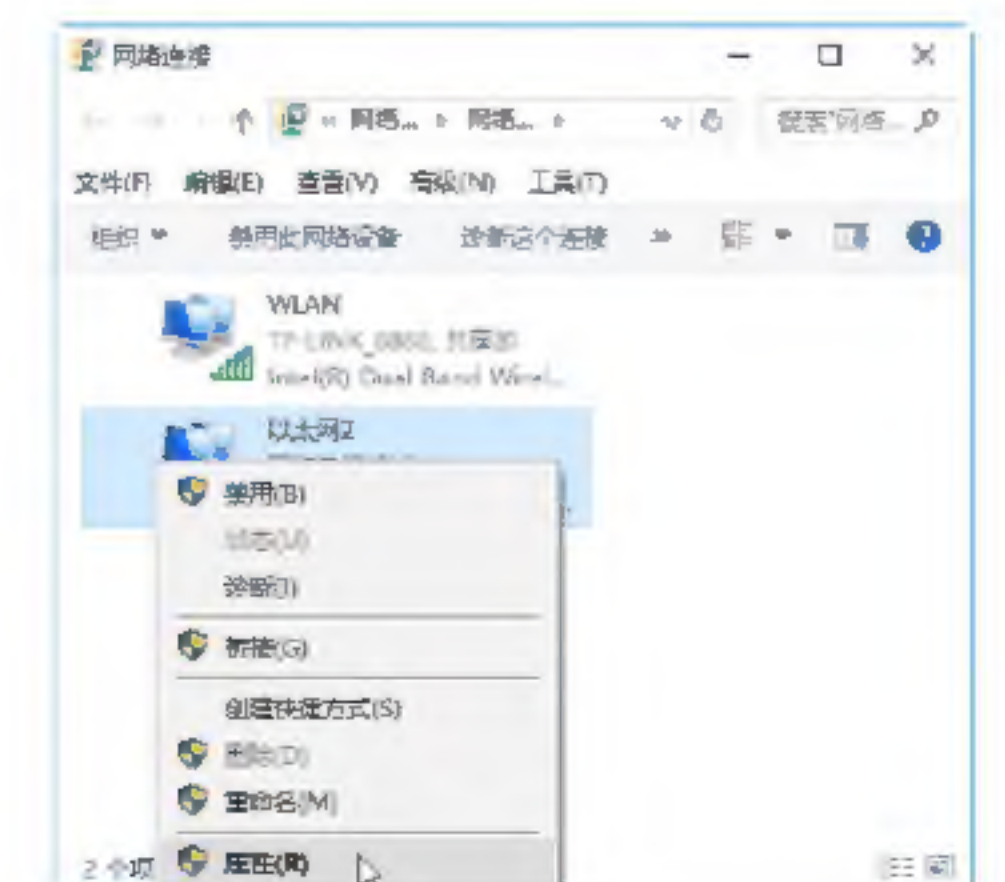 网络连接
« 网络... › 网络... ›
搜索"网络...
文件(F) 编辑(E) 查看(V) 高级(N) 工具(T)
组织 禁用此网络设备 诊断这个连接 »
WLAN
Intel(R) Dual Band Wirel...
以太网2
禁用(B)
状态(U)
诊断(I)
桥接(G)
创建快捷方式(S)
删除(D)
重命名(M)
属性(R)
2 个项